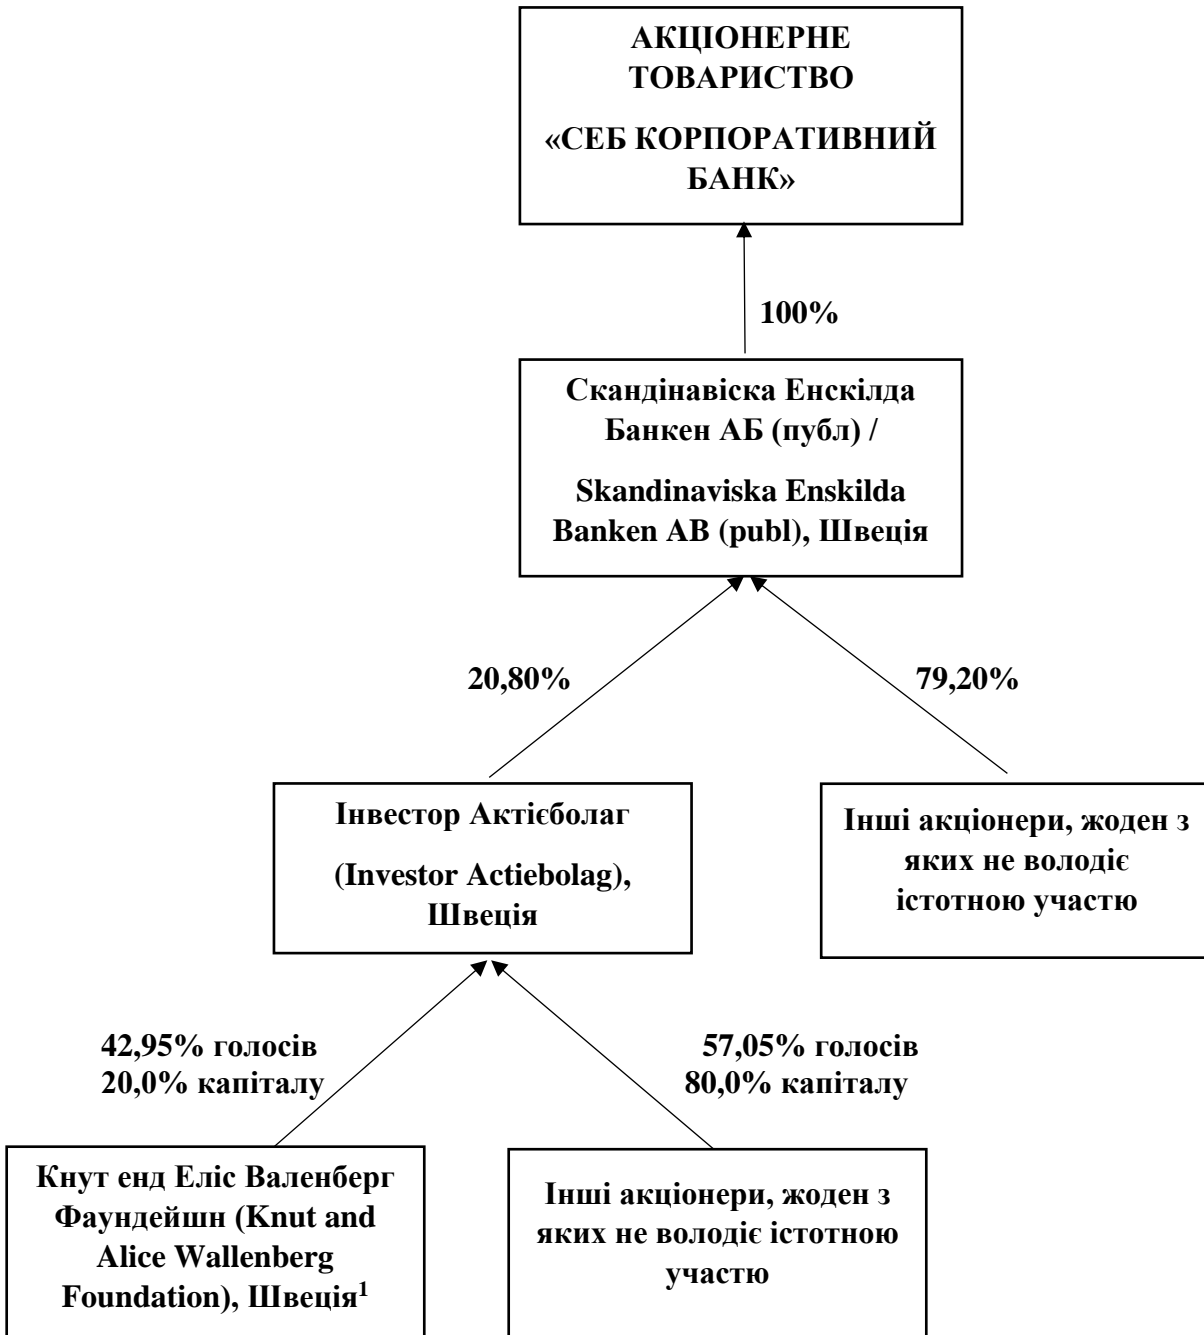 АКЦІОНЕРНЕ
ТОВАРИСТВО
«СЕБ КОРПОРАТИВНИЙ
БАНК»
100%
Скандінавіска Енскілда
Банкен АБ (публ) /
Skandinaviska Enskilda
Banken AB (publ), Швеція
20,80%
79,20%
Інвестор Актієболаг
(Investor Actiebolag),
Швеція
Інші акціонери, жоден з
яких не володіє
істотною участю
42,95% голосів
20,0% капіталу
57,05% голосів
80,0% капіталу
Кнут енд Еліс Валенберг
Фаундейшн (Knut and
Alice Wallenberg
Foundation), Швеція¹
Інші акціонери, жоден з
яких не володіє істотною
участю